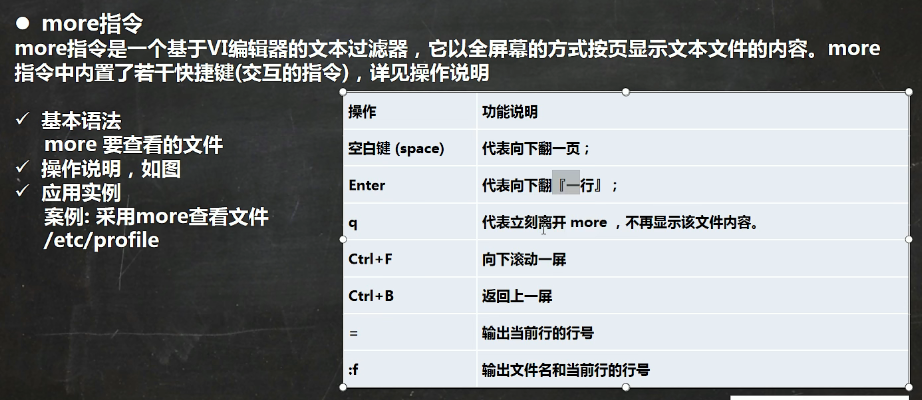 ● more指令
more指令是一个基于VI编辑器的文本过滤器，它以全屏幕的方式按页显示文本文件的内容。more
指令中内置了若干快捷键(交互的指令)，详见操作说明
✓ 基本语法
more 要查看的文件
✓ 操作说明，如图
✓ 应用实例
案例: 采用more查看文件
/etc/profile
操作 功能说明
空白键 (space) 代表向下翻一页；
Enter 代表向下翻『一行』；
q 代表立刻离开 more ，不再显示该文件内容。
Ctrl+F 向下滚动一屏
Ctrl+B 返回上一屏
= 输出当前行的行号
:f 输出文件名和当前行的行号